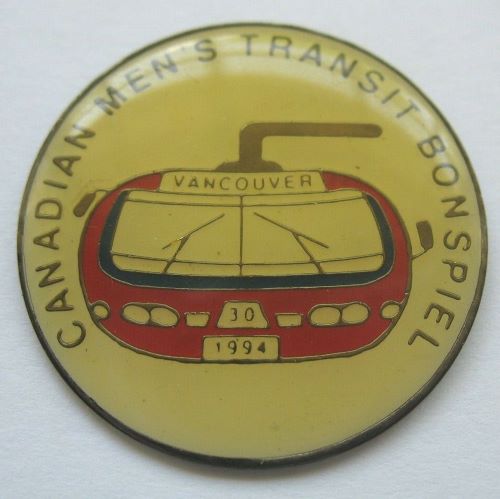 CANADIAN MEN'S TRANSIT BONSPIEL
VANCOUVER
30
1994